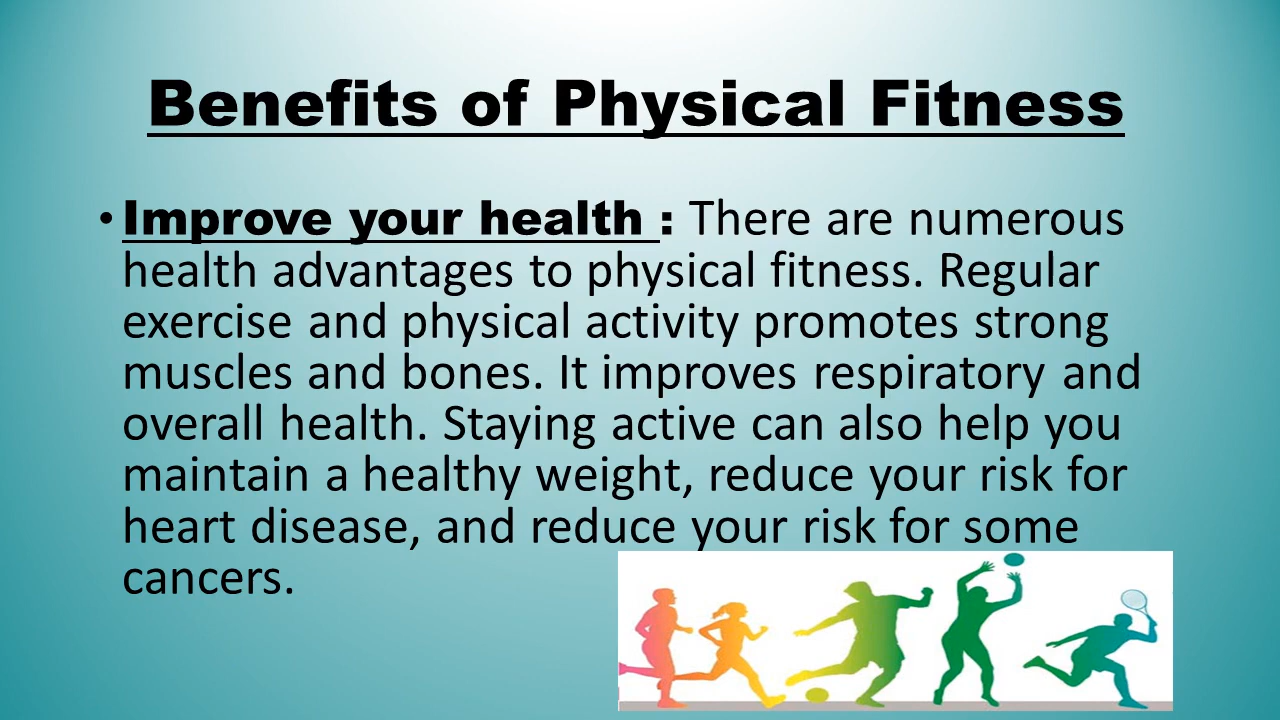 Benefits of Physical Fitness
• Improve your health : There are numerous
health advantages to physical fitness. Regular
exercise and physical activity promotes strong
muscles and bones. It improves respiratory and
overall health. Staying active can also help you
maintain a healthy weight, reduce your risk for
heart disease, and reduce your risk for some
cancers.